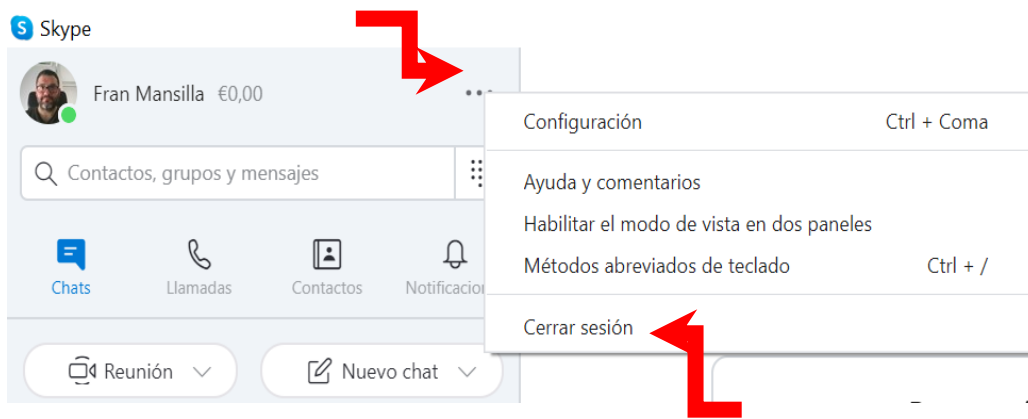 Skype
Fran Mansilla €0,00
Configuración Ctrl + Coma
Contactos, grupos y mensajes
Ayuda y comentarios
Habilitar el modo de vista en dos paneles
Métodos abreviados de teclado Ctrl + /
Chats Llamadas Contactos
Cerrar sesión
Reunión Nuevo chat